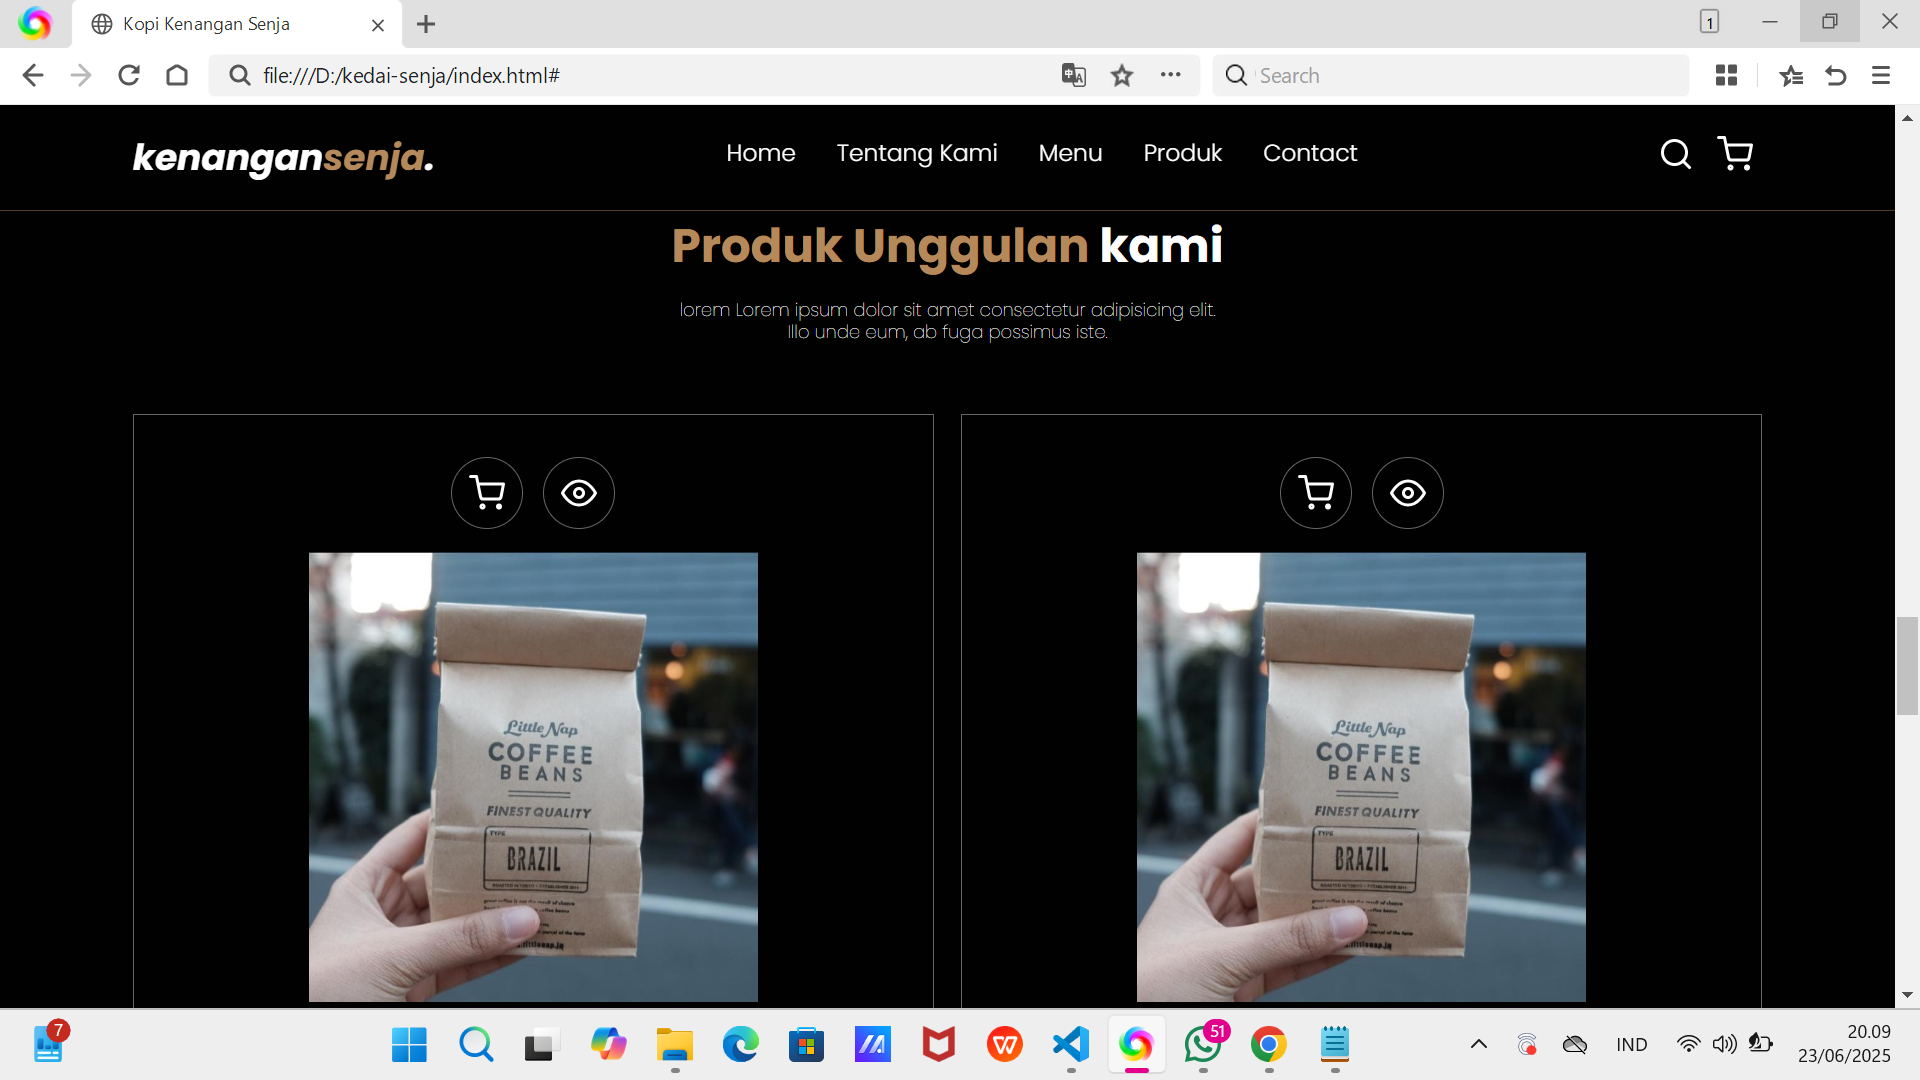 Kopi Kenangan Senja
1
file:///D:/kedai-senja/index.html#
Search
kenangansenja.
Home
Tentang Kami
Menu
Produk
Contact
Produk Unggulan kami
lorem Lorem ipsum dolor sit amet consectetur adipisicing elit.
Illo unde eum, ab fuga possimus iste.
Little Nap
COFFEE
BEANS
FINEST QUALITY
TYPE
BRAZIL
Little Nap
COFFEE
BEANS
FINEST QUALITY
TYPE
BRAZIL
7
51
IND
20.09
23/06/2025